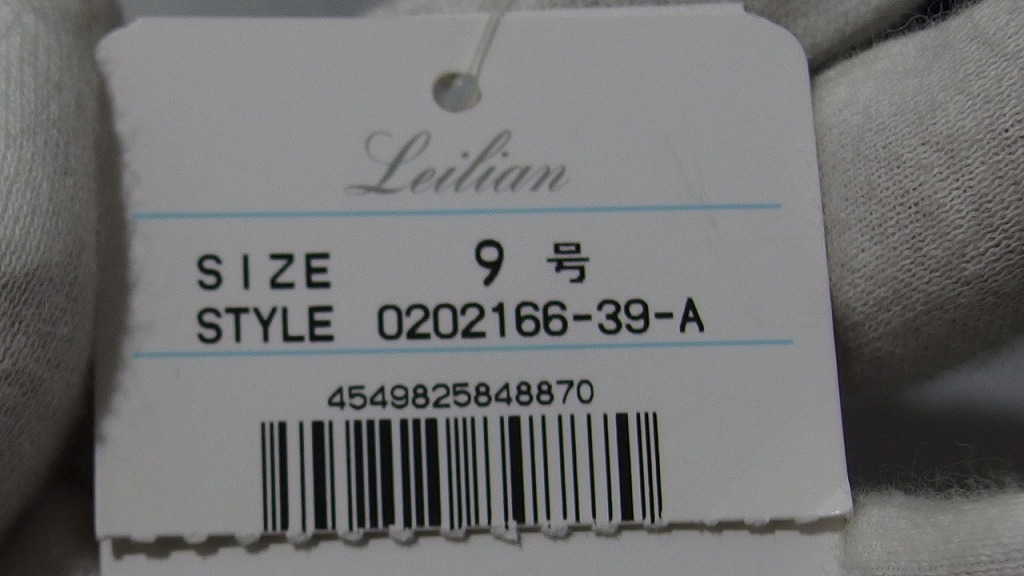 Leilian
SIZE 9 号
STYLE 0202166-39-A
4549825848870